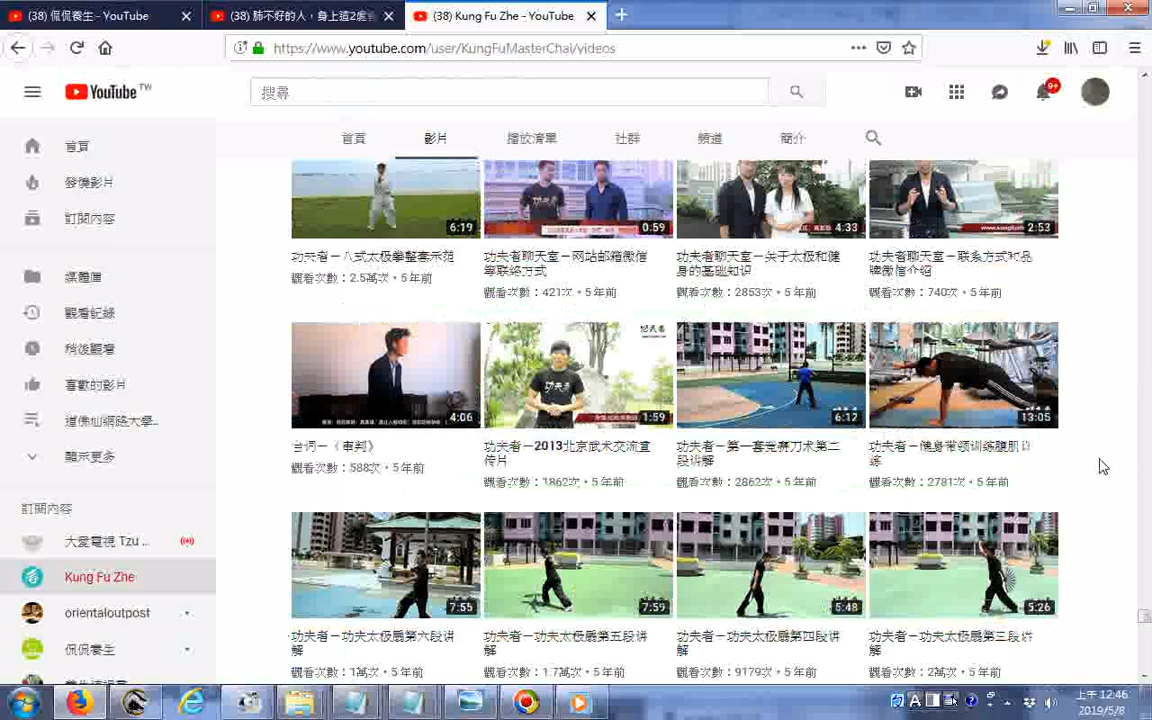 (38) 侃侃養生 - YouTube
(38) 肺不好的人，身上這2處
(38) Kung Fu Zhe - YouTube
https://www.youtube.com/user/KungFuMasterChai/videos
YouTube TW
搜尋
9+
首頁
影片
播放清單
社群
頻道
簡介
首頁
發燒影片
訂閱內容
媒體庫
觀看記錄
稍後觀看
喜歡的影片
道佛仙網路大學...
顯示更多
訂閱內容
大愛電視 Tzu ...
Kung Fu Zhe
orientaloutpost
侃侃養生
6:19
0:59
4:33
2:53
功夫者－八式太极拳整套示范
觀看次數：2.5萬次・5 年前
功夫者聊天室－网站邮箱微信
等联络方式
觀看次數：421次・5 年前
功夫者聊天室－关于太极和健
身的基础知识
觀看次數：2853次・5 年前
功夫者聊天室－联系方式和品
牌微信介绍
觀看次數：740次・5 年前
4:06
功夫者
1:59
6:12
13:05
台词－《审判》
觀看次數：588次・5 年前
功夫者－2013北京武术交流宣
传片
觀看次數：1862次・5 年前
功夫者－第一套竞赛刀术第二
段讲解
觀看次數：2862次・5 年前
功夫者－健身带领训练腹肌训
练
觀看次數：2781次・5 年前
7:55
7:59
5:48
5:26
功夫者－功夫太极扇第六段讲
解
觀看次數：1萬次・5 年前
功夫者－功夫太极扇第五段讲
解
觀看次數：1.7萬次・5 年前
功夫者－功夫太极扇第四段讲
解
觀看次數：9179次・5 年前
功夫者－功夫太极扇第三段讲
解
觀看次數：2萬次・5 年前
上午 12:46
2019/5/8